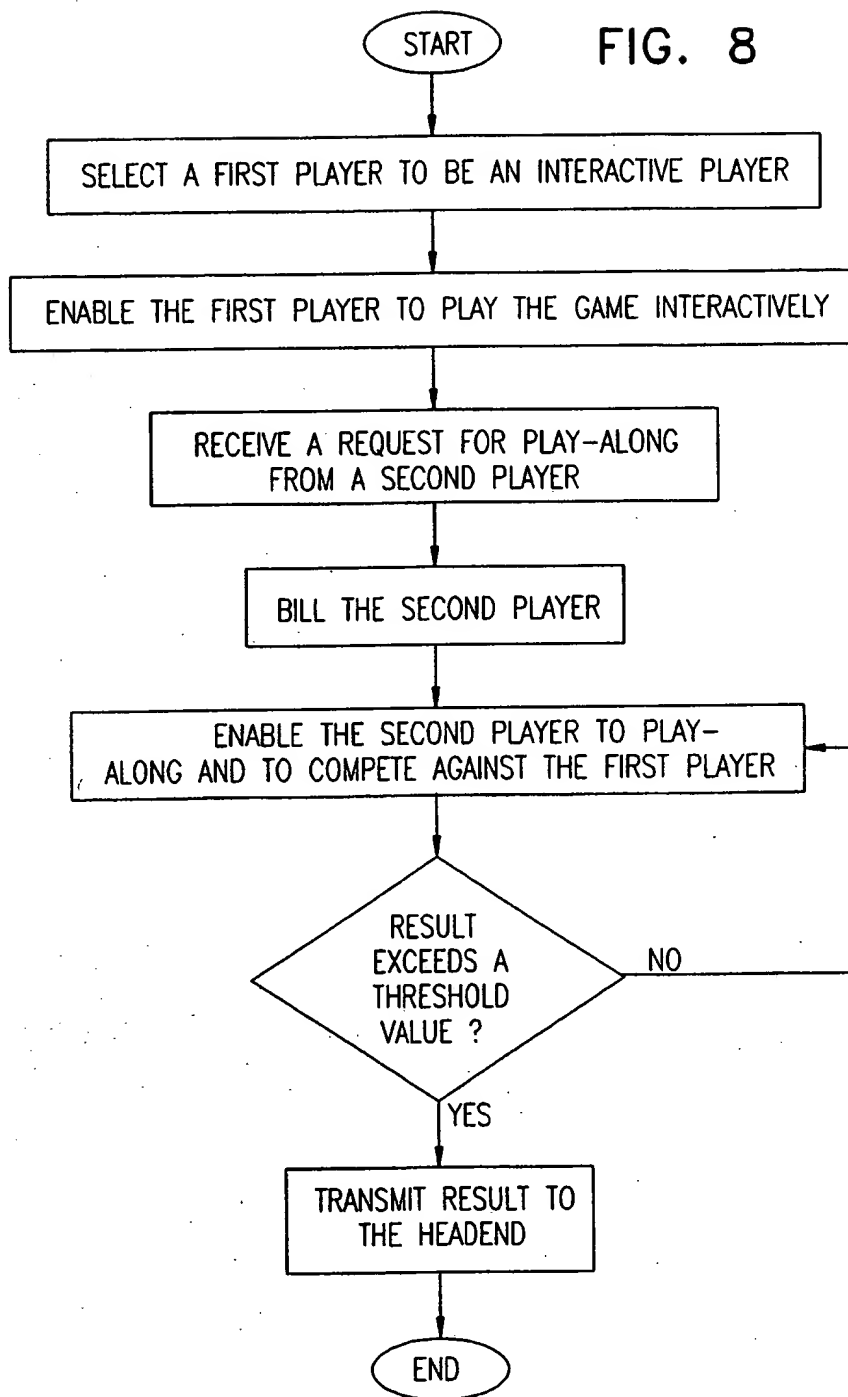 START
FIG. 8
SELECT A FIRST PLAYER TO BE AN INTERACTIVE PLAYER
ENABLE THE FIRST PLAYER TO PLAY THE GAME INTERACTIVELY
RECEIVE A REQUEST FOR PLAY-ALONG
FROM A SECOND PLAYER
BILL THE SECOND PLAYER
ENABLE THE SECOND PLAYER TO PLAY-
ALONG AND TO COMPETE AGAINST THE FIRST PLAYER
RESULT
EXCEEDS A
THRESHOLD
VALUE ?
NO
YES
TRANSMIT RESULT TO
THE HEADEND
END